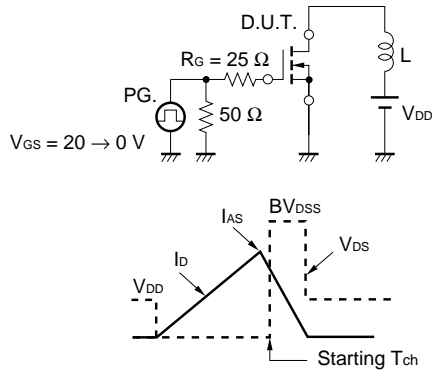 D.U.T.
RG = 25 Ω
L
PG.
50 Ω
VDD
VGS = 20 → 0 V
IAS
BVDSS
ID
VDS
VDD
Starting Tch